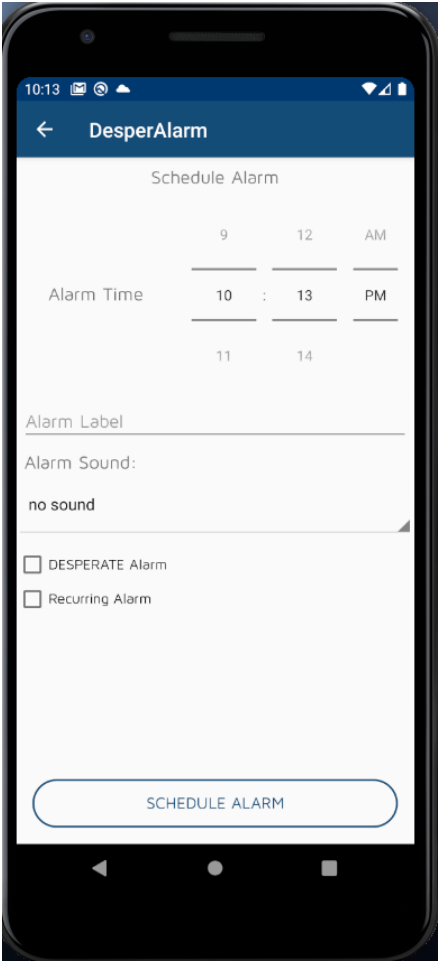 10:13
DesperAlarm
Schedule Alarm
9 12 AM
Alarm Time 10 : 13 PM
11 14
Alarm Label
Alarm Sound:
no sound
DESPERATE Alarm
Recurring Alarm
SCHEDULE ALARM